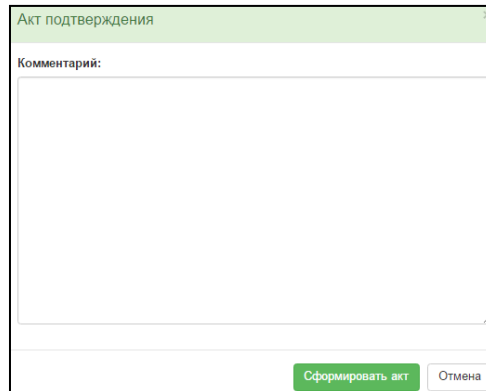 Акт подтверждения
Комментарий:
Сформировать акт
Отмена